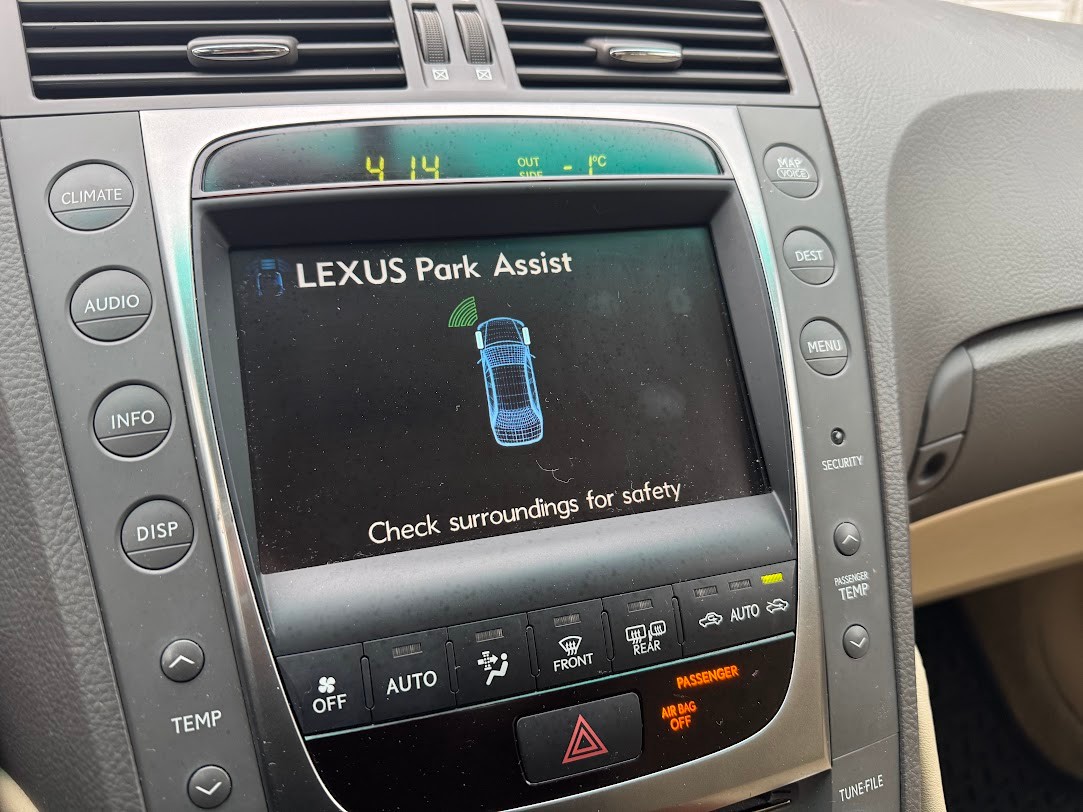 4 14
OUT
SIDE
-1°C
CLIMATE
MAP
VOICE
LEXUS Park Assist
DEST
AUDIO
MENU
INFO
SECURITY
DISP
Check surroundings for safety
PASSENGER
TEMP
OFF
AUTO
FRONT
REAR
AUTO
TEMP
PASSENGER
AIR BAG
OFF
TUNE·FILE